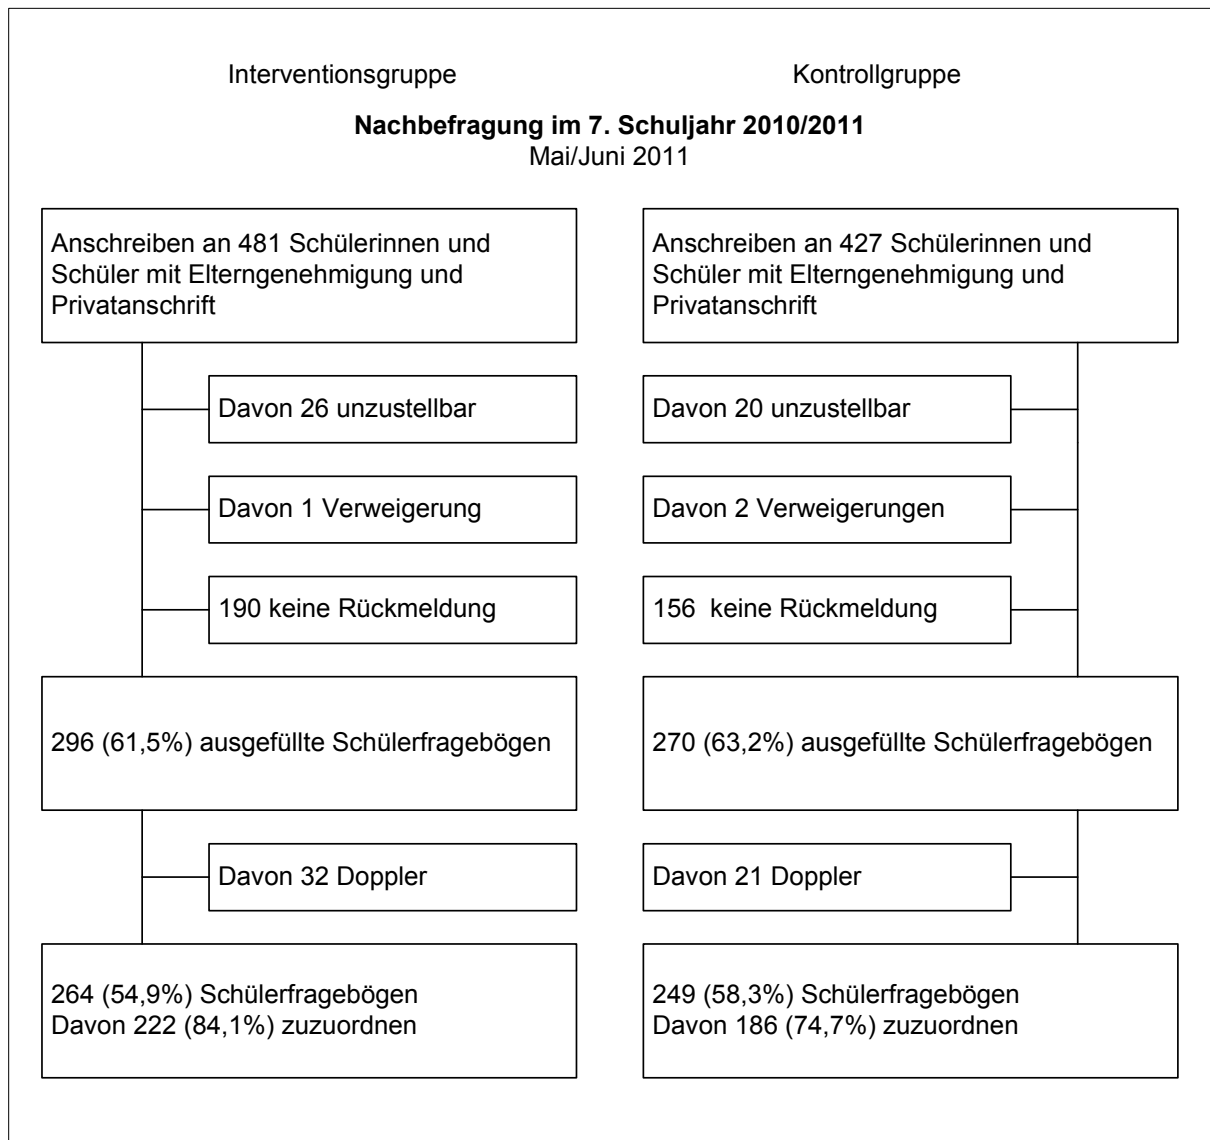 Interventionsgruppe
Kontrollgruppe
Nachbefragung im 7. Schuljahr 2010/2011
Mai/Juni 2011
Anschreiben an 481 Schülerinnen und
Schüler mit Elterngenehmigung und
Privatanschrift
Davon 26 unzustellbar
Davon 1 Verweigerung
190 keine Rückmeldung
296 (61,5%) ausgefüllte Schülerfragebögen
Davon 32 Doppler
264 (54,9%) Schülerfragebögen
Davon 222 (84,1%) zuzuordnen
Anschreiben an 427 Schülerinnen und
Schüler mit Elterngenehmigung und
Privatanschrift
Davon 20 unzustellbar
Davon 2 Verweigerungen
156  keine Rückmeldung
270 (63,2%) ausgefüllte Schülerfragebögen
Davon 21 Doppler
249 (58,3%) Schülerfragebögen
Davon 186 (74,7%) zuzuordnen